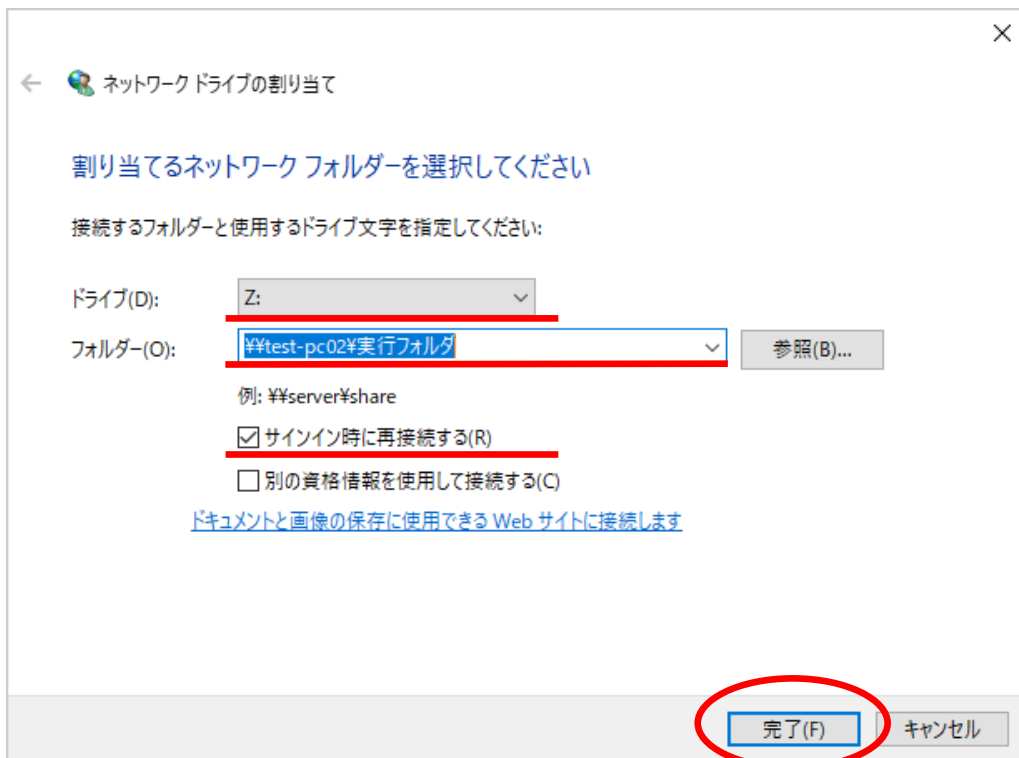 ネットワーク ドライブの割り当て
割り当てるネットワーク フォルダーを選択してください
接続するフォルダーと使用するドライブ文字を指定してください:
ドライブ(D): Z:
フォルダー(O): ¥¥test-pc02¥実行フォルダ 参照(B)...
例: ¥¥server¥share
サインイン時に再接続する(R)
別の資格情報を使用して接続する(C)
ドキュメントと画像の保存に使用できる Web サイトに接続します
完了(F) キャンセル